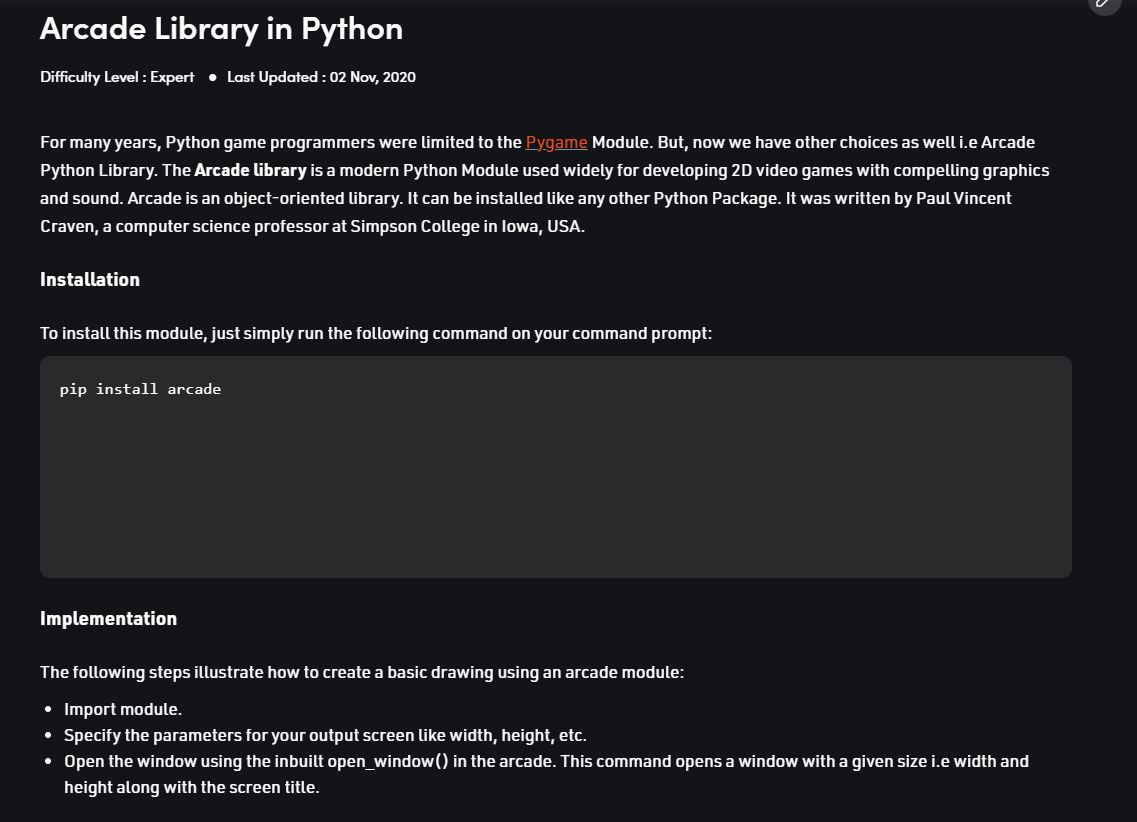 Arcade Library in Python
Difficulty Level : Expert ● Last Updated : 02 Nov, 2020
For many years, Python game programmers were limited to the Pygame Module. But, now we have other choices as well i.e Arcade
Python Library. The Arcade library is a modern Python Module used widely for developing 2D video games with compelling graphics
and sound. Arcade is an object-oriented library. It can be installed like any other Python Package. It was written by Paul Vincent
Craven, a computer science professor at Simpson College in Iowa, USA.
Installation
To install this module, just simply run the following command on your command prompt:
pip install arcade
Implementation
The following steps illustrate how to create a basic drawing using an arcade module:
• Import module.
• Specify the parameters for your output screen like width, height, etc.
• Open the window using the inbuilt open_window() in the arcade. This command opens a window with a given size i.e width and
height along with the screen title.